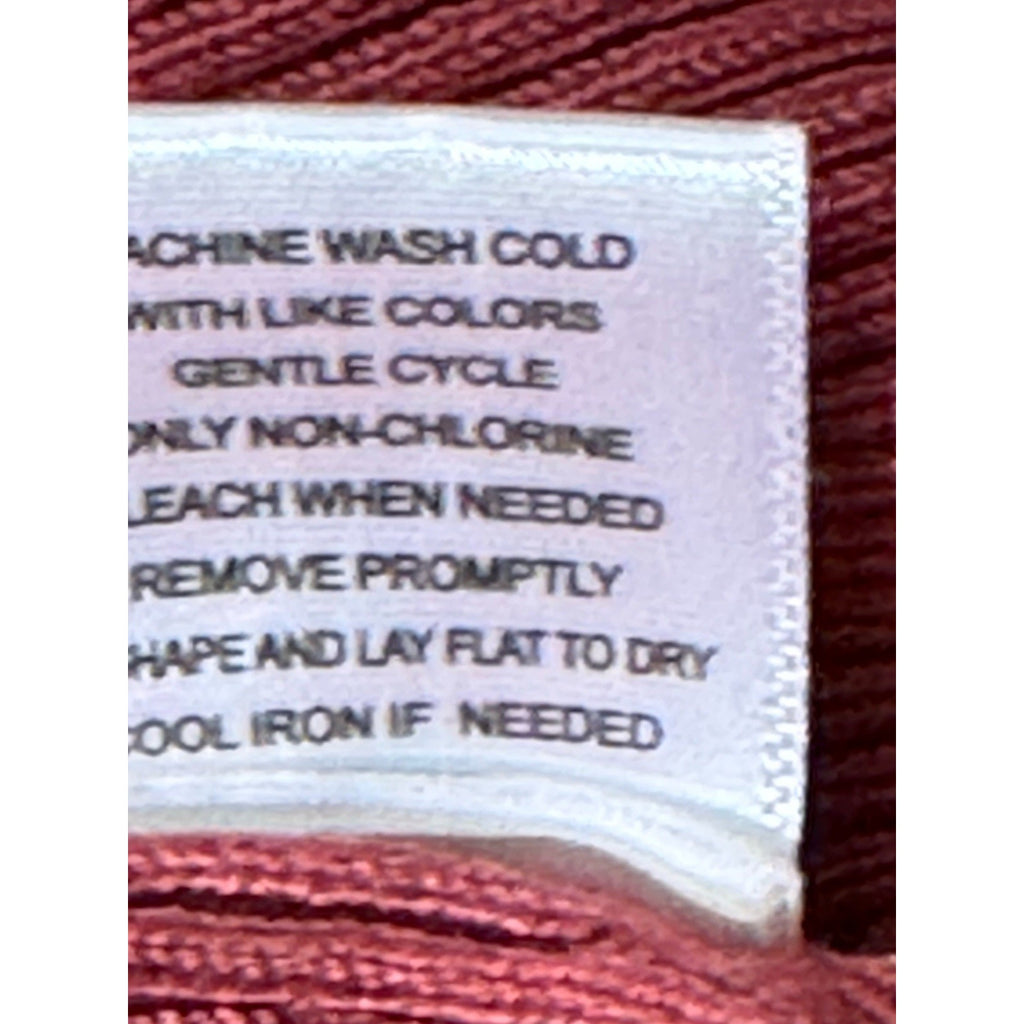 ACHINE WASH COLD
WITH LIKE COLORS
GENTLE CYCLE
ONLY NON-CHLORINE
LEACH WHEN NEEDED
REMOVE PROMPTLY
HAPE AND LAY FLAT TO DRY
COOL IRON IF NEEDED